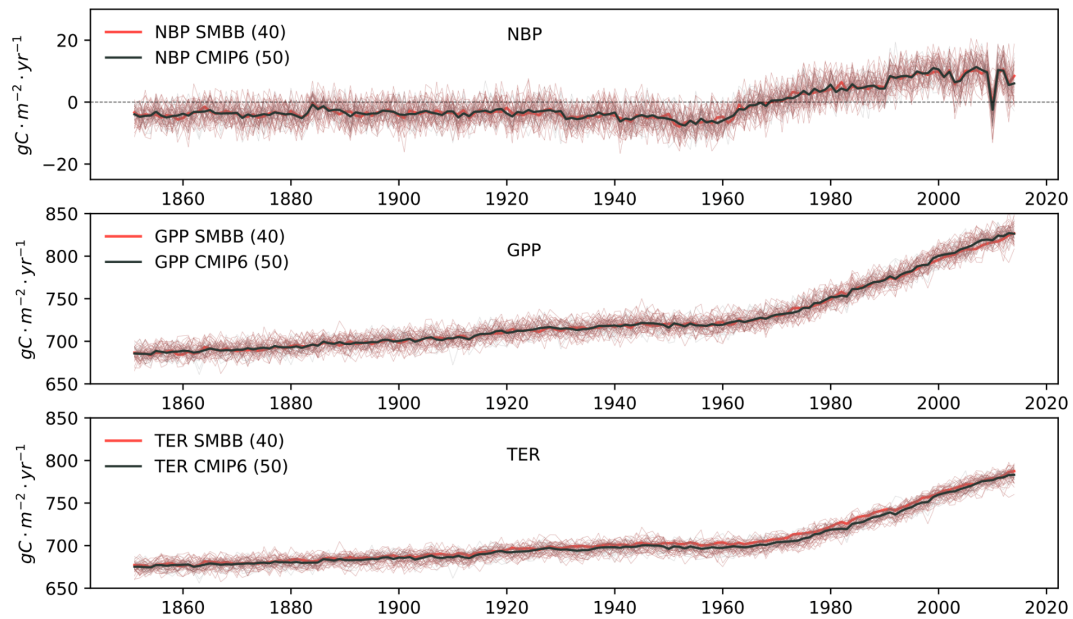 NBP SMBB (40)
NBP CMIP6 (50)
NBP
20
0
−20
gC · m⁻² · yr⁻¹
1860 1880 1900 1920 1940 1960 1980 2000 2020
GPP SMBB (40)
GPP CMIP6 (50)
GPP
850
800
750
700
650
gC · m⁻² · yr⁻¹
1860 1880 1900 1920 1940 1960 1980 2000 2020
TER SMBB (40)
TER CMIP6 (50)
TER
850
800
750
700
650
gC · m⁻² · yr⁻¹
1860 1880 1900 1920 1940 1960 1980 2000 2020